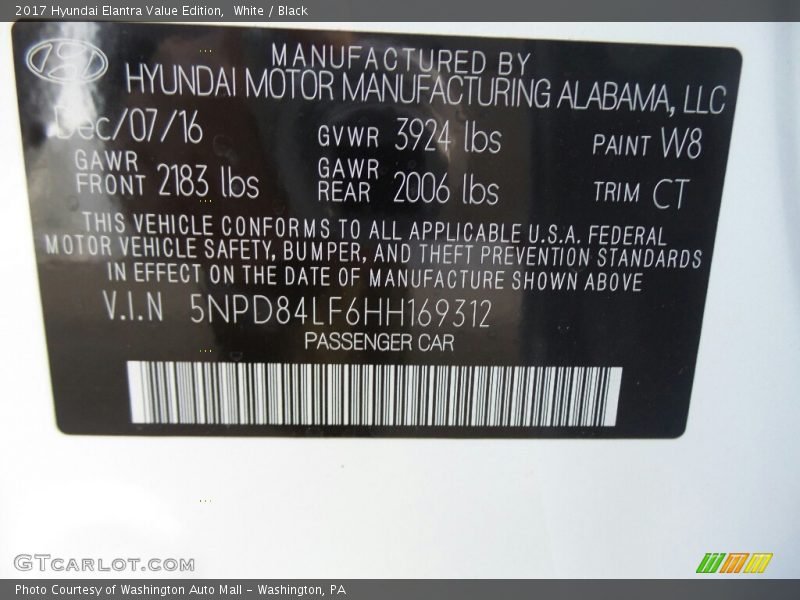 2017 Hyundai Elantra Value Edition, White / Black
MANUFACTURED BY
HYUNDAI MOTOR MANUFACTURING ALABAMA, LLC
Dec/07/16 GVWR 3924 lbs PAINT W8
GAWR FRONT 2183 lbs GAWR REAR 2006 lbs TRIM CT
THIS VEHICLE CONFORMS TO ALL APPLICABLE U.S.A. FEDERAL
MOTOR VEHICLE SAFETY, BUMPER, AND THEFT PREVENTION STANDARDS
IN EFFECT ON THE DATE OF MANUFACTURE SHOWN ABOVE
V.I.N 5NPD84LF6HH169312
PASSENGER CAR
GTCARLOT.COM
Photo Courtesy of Washington Auto Mall - Washington, PA